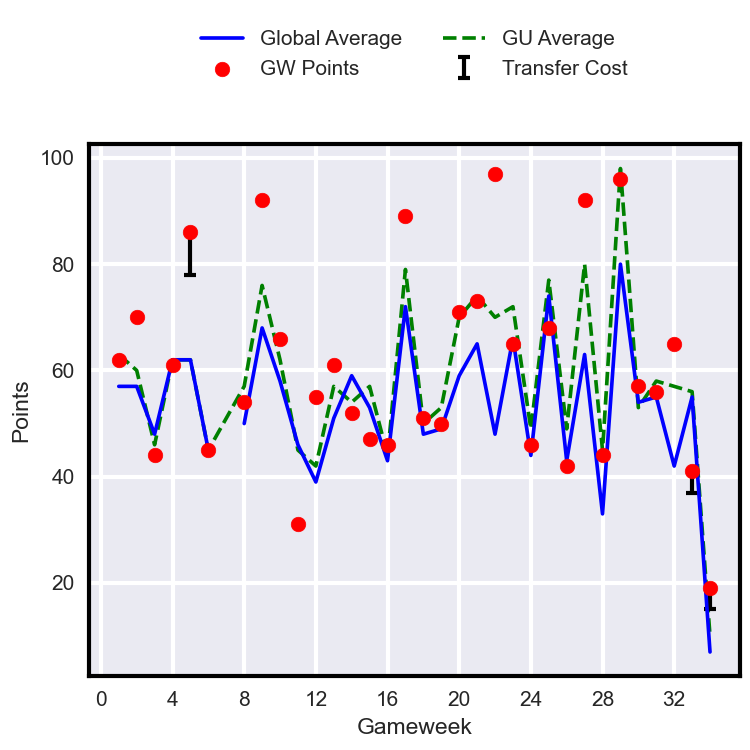 Global Average GU Average
GW Points Transfer Cost
100
80
60
40
20
Points
0 4 8 12 16 20 24 28 32
Gameweek